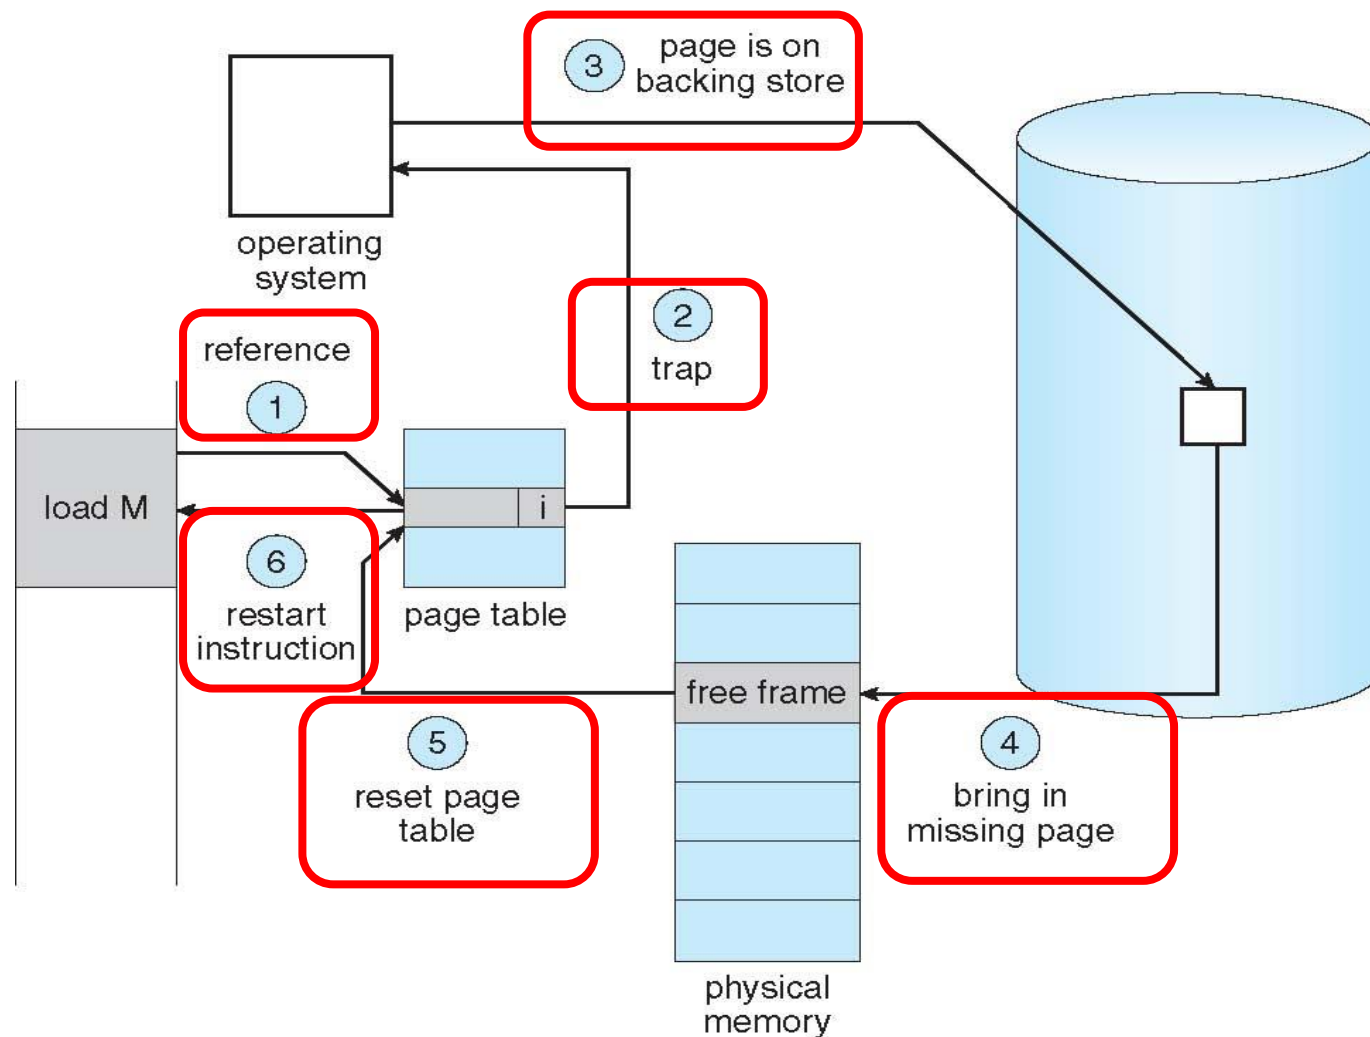 3
page is on
backing store
operating
system
2
trap
reference
1
load M
i
6
restart
instruction
page table
free frame
5
reset page
table
4
bring in
missing page
physical
memory